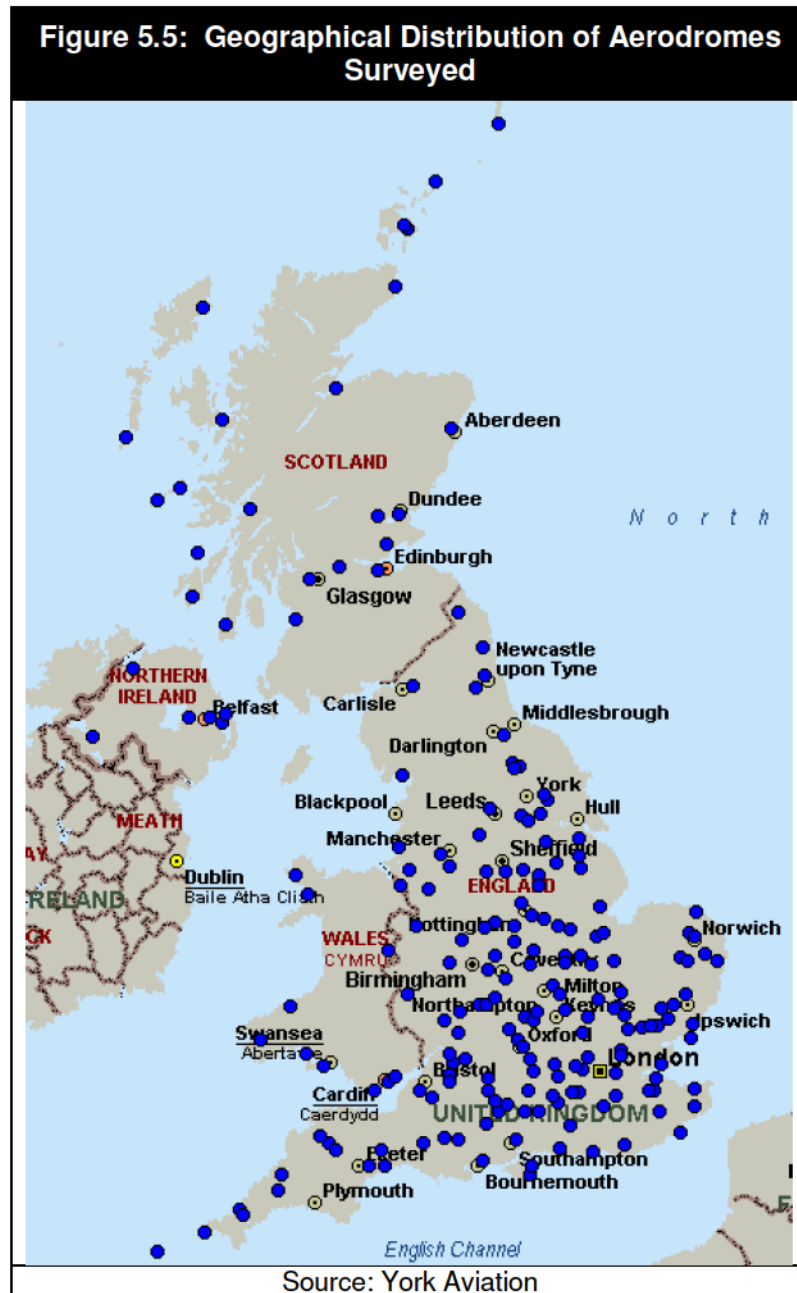 Figure 5.5: Geographical Distribution of Aerodromes
Surveyed
Aberdeen
SCOTLAND
Dundee
N o r t h
Edinburgh
Glasgow
Newcastle
upon Tyne
NORTHERN
IRELAND
Carlisle
Belfast
Middlesbrough
Darlington
York
Blackpool
Leeds
Hull
MEATH
Manchester
Sheffield
Dublin
Baile Atha Cliath
ENGLAND
Norwich
WALES
CYMRU
Birmingham
Milton
Keynes
Northampton
Ipswich
Swansea
Abertawe
Oxford
London
Bristol
Cardiff
Caerdydd
UNITED KINGDOM
Exeter
Southampton
Bournemouth
Plymouth
English Channel
Source: York Aviation